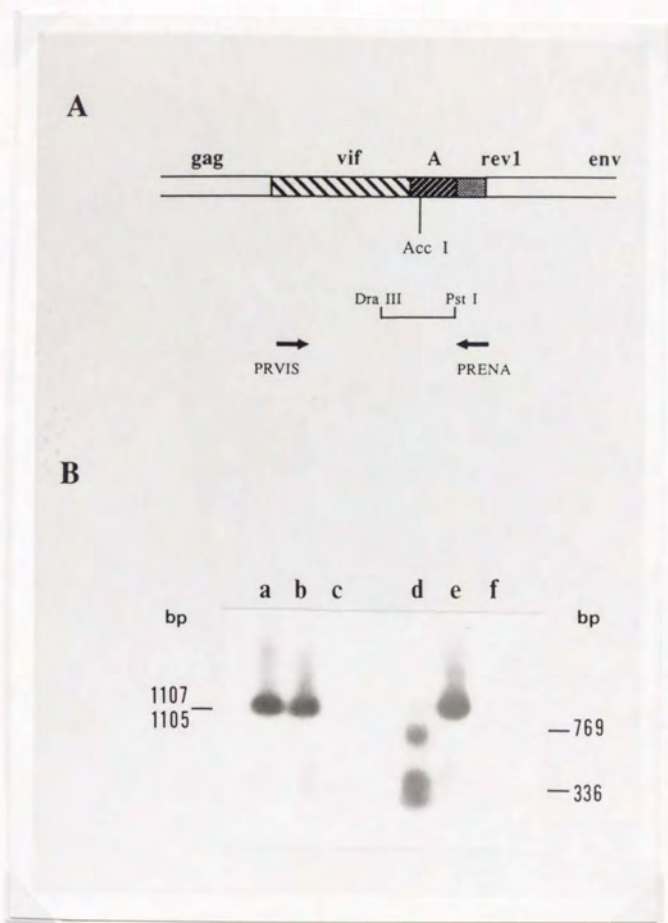 A
gag vif A rev1 env
Acc I
Dra III Pst I
PRVIS PRENA
B
a b c d e f
bp bp
1107
1105
769
336